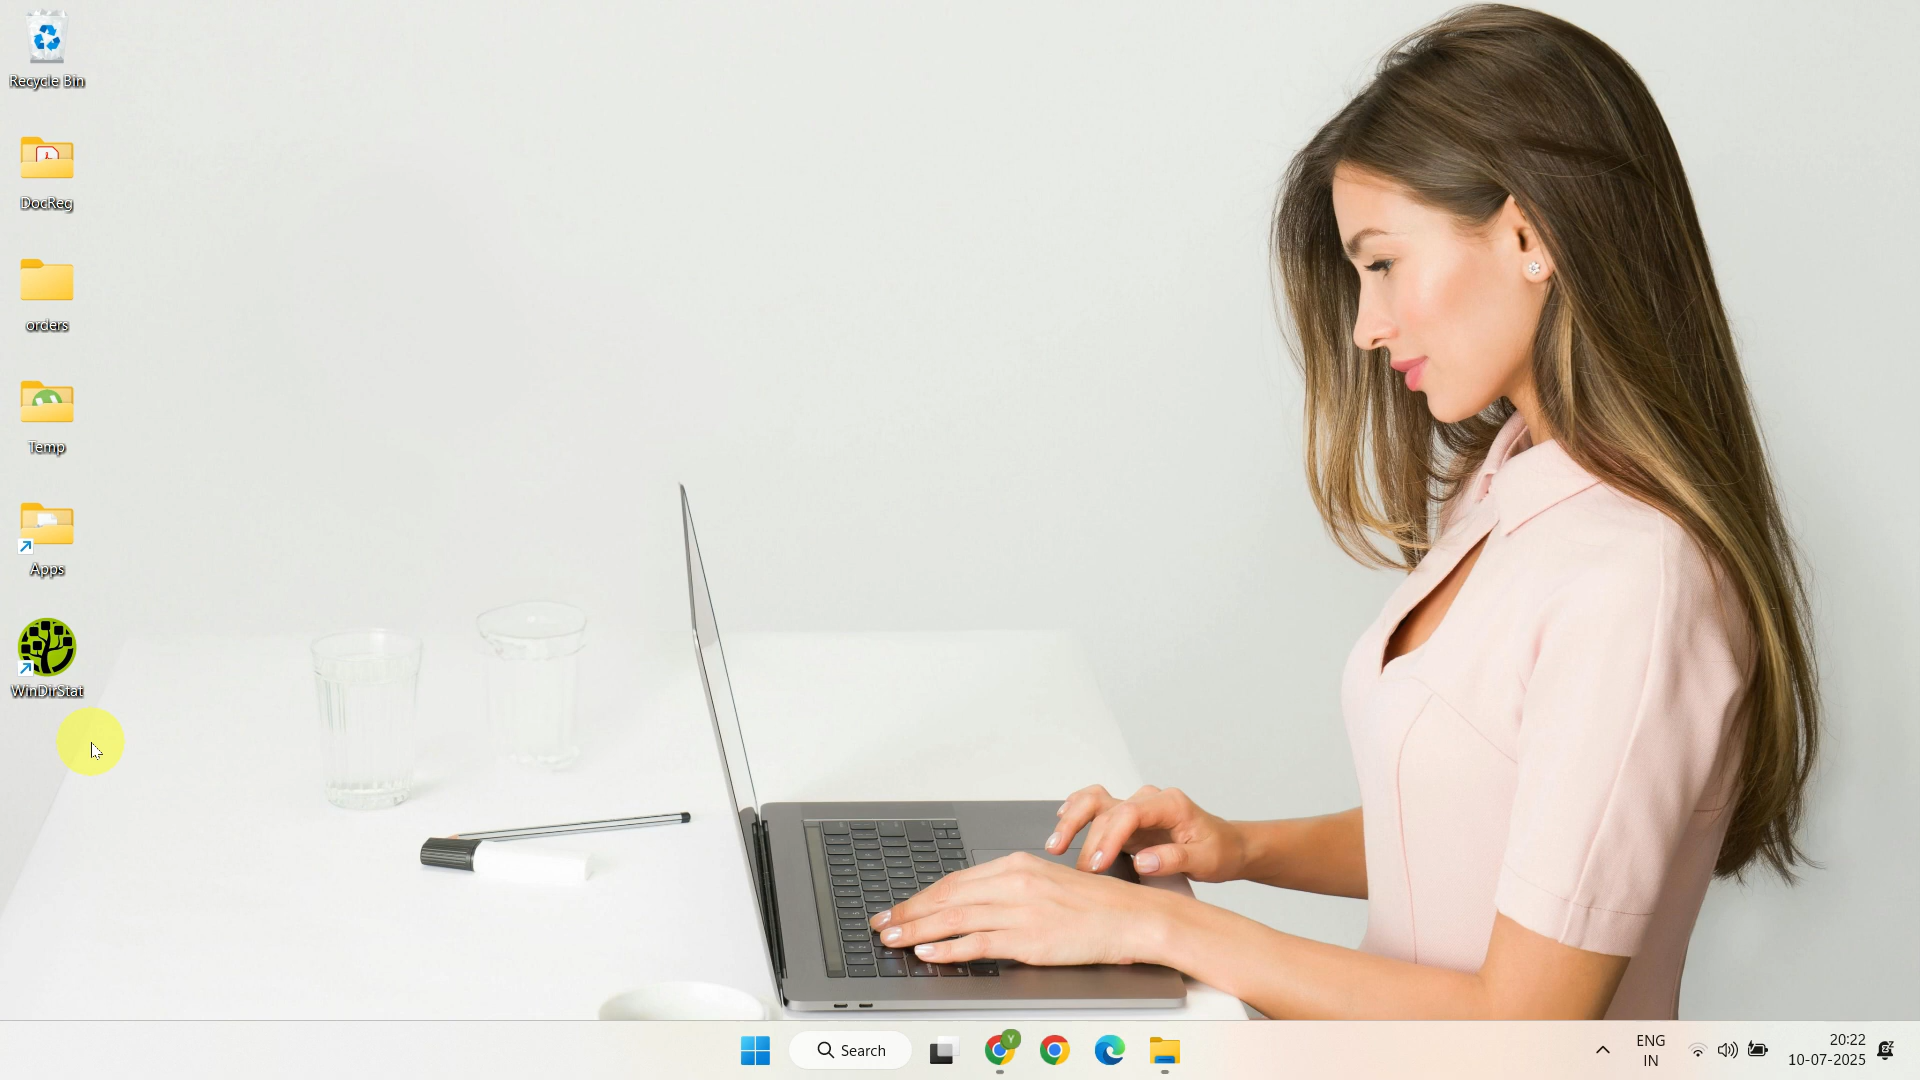 Recycle Bin
DocReg
orders
Temp
Apps
WinDirStat
Search
Y
ENG
IN
20:22
10-07-2025